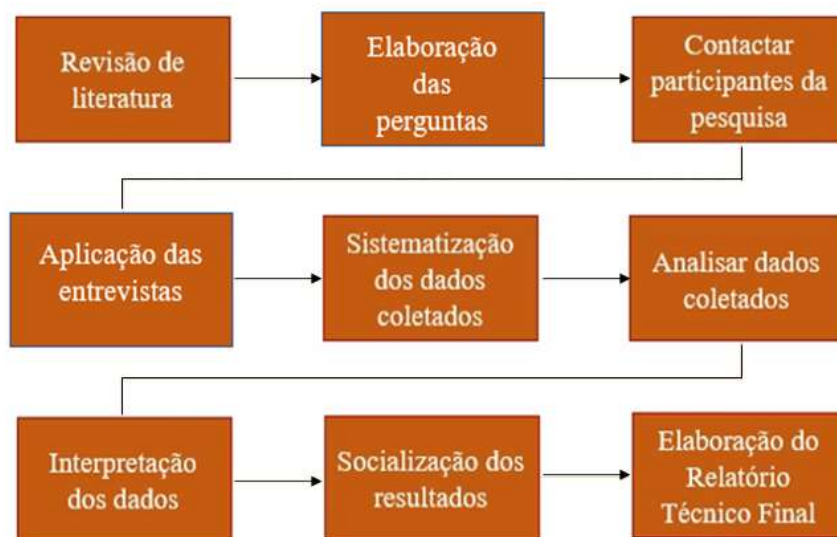 Revisão de
literatura
Elaboração
das
perguntas
Contactar
participantes da
pesquisa
Aplicação das
entrevistas
Sistematização
dos dados
coletados
Analisar dados
coletados
Interpretação
dos dados
Socialização dos
resultados
Elaboração do
Relatório
Técnico Final